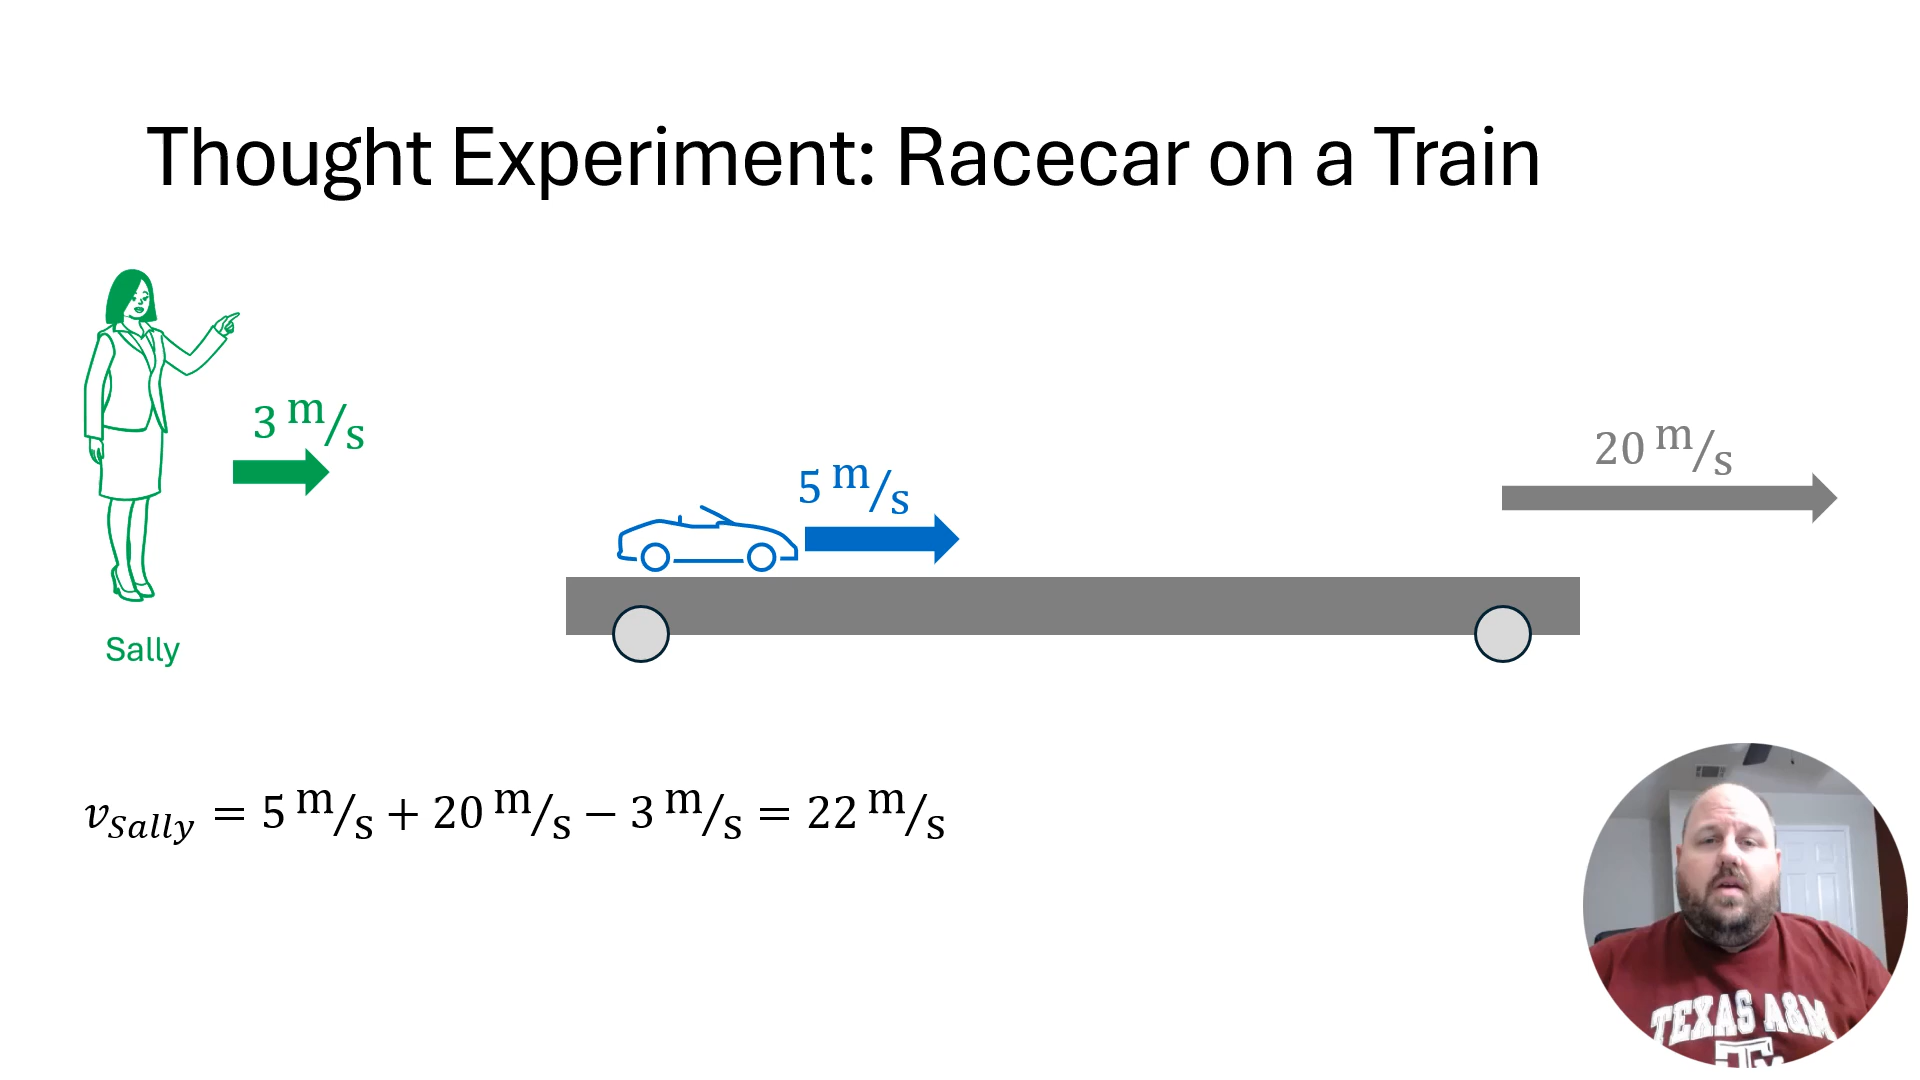 Thought Experiment: Racecar on a Train
3 m/s
20 m/s
5 m/s
Sally
v_Sally = 5 m/s + 20 m/s − 3 m/s = 22 m/s
TEXAS A&M